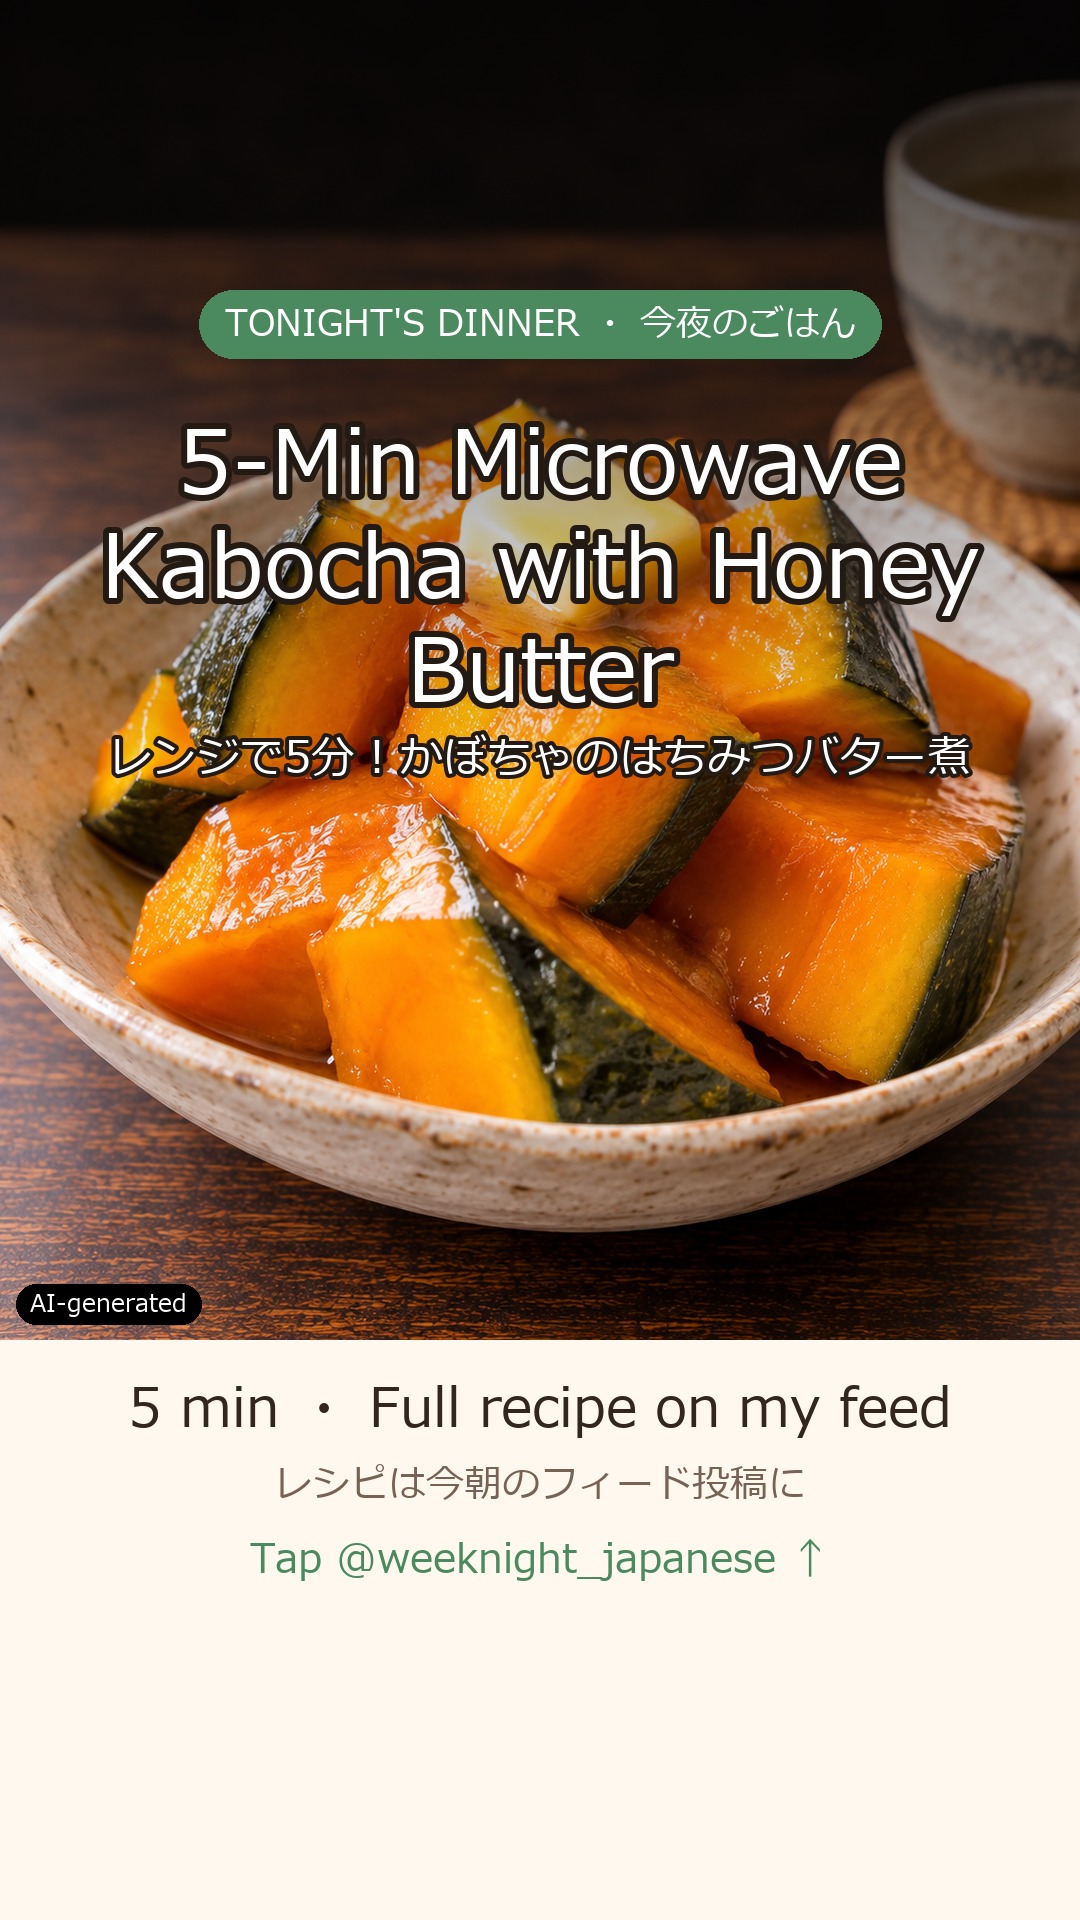 TONIGHT'S DINNER ・ 今夜のごはん
5-Min Microwave
Kabocha with Honey
Butter
レンジで5分！かぼちゃのはちみつバター煮
AI-generated
5 min ・ Full recipe on my feed
レシピは今朝のフィード投稿に
Tap @weeknight_japanese ↑